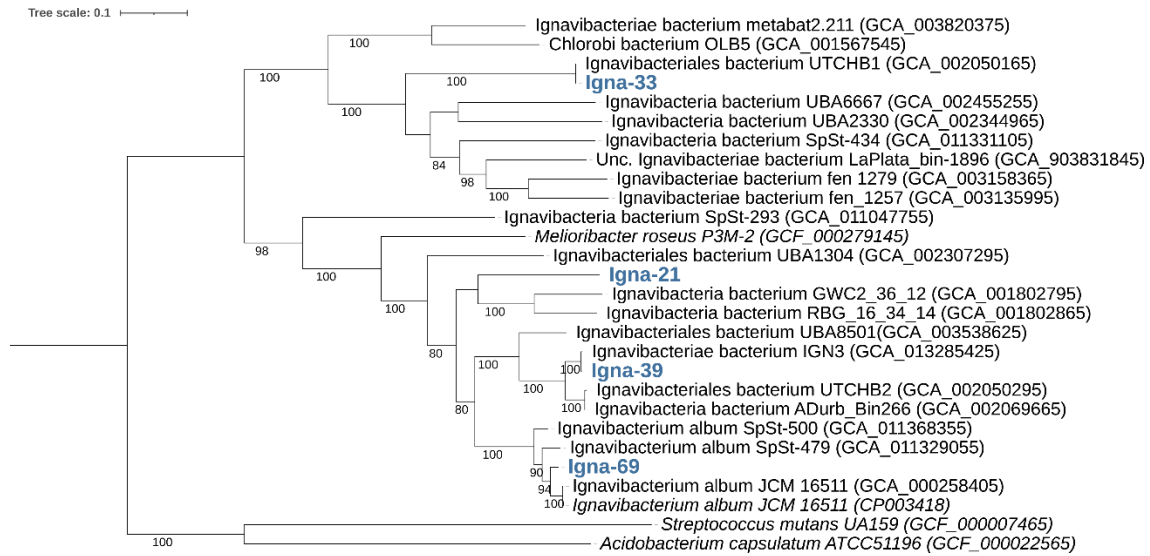 Tree scale: 0.1
Ignavibacteriae bacterium metabat2.211 (GCA_003820375)
100
Chlorobi bacterium OLB5 (GCA_001567545)
Ignavibacteriales bacterium UTCHB1 (GCA_002050165)
100
100
Igna-33
Ignavibacteria bacterium UBA6667 (GCA_002455255)
100
Ignavibacteria bacterium UBA2330 (GCA_002344965)
Ignavibacteria bacterium SpSt-434 (GCA_011331105)
84
Unc. Ignavibacteriae bacterium LaPlata_bin-1896 (GCA_903831845)
98
Ignavibacteriae bacterium fen 1279 (GCA_003158365)
100
Ignavibacteriae bacterium fen_1257 (GCA_003135995)
Ignavibacteria bacterium SpSt-293 (GCA_011047755)
Melioribacter roseus P3M-2 (GCF_000279145)
98
Ignavibacteriales bacterium UBA1304 (GCA_002307295)
100
Igna-21
Ignavibacteria bacterium GWC2_36_12 (GCA_001802795)
100
100
Ignavibacteria bacterium RBG_16_34_14 (GCA_001802865)
Ignavibacteriales bacterium UBA8501(GCA_003538625)
80
Ignavibacteriae bacterium IGN3 (GCA_013285425)
100
100
Igna-39
100
Ignavibacteriales bacterium UTCHB2 (GCA_002050295)
80
100
Ignavibacteria bacterium ADurb_Bin266 (GCA_002069665)
Ignavibacterium album SpSt-500 (GCA_011368355)
100
Ignavibacterium album SpSt-479 (GCA_011329055)
Igna-69
90
Ignavibacterium album JCM 16511 (GCA_000258405)
94
100
Ignavibacterium album JCM 16511 (CP003418)
Streptococcus mutans UA159 (GCF_000007465)
100
Acidobacterium capsulatum ATCC51196 (GCF_000022565)